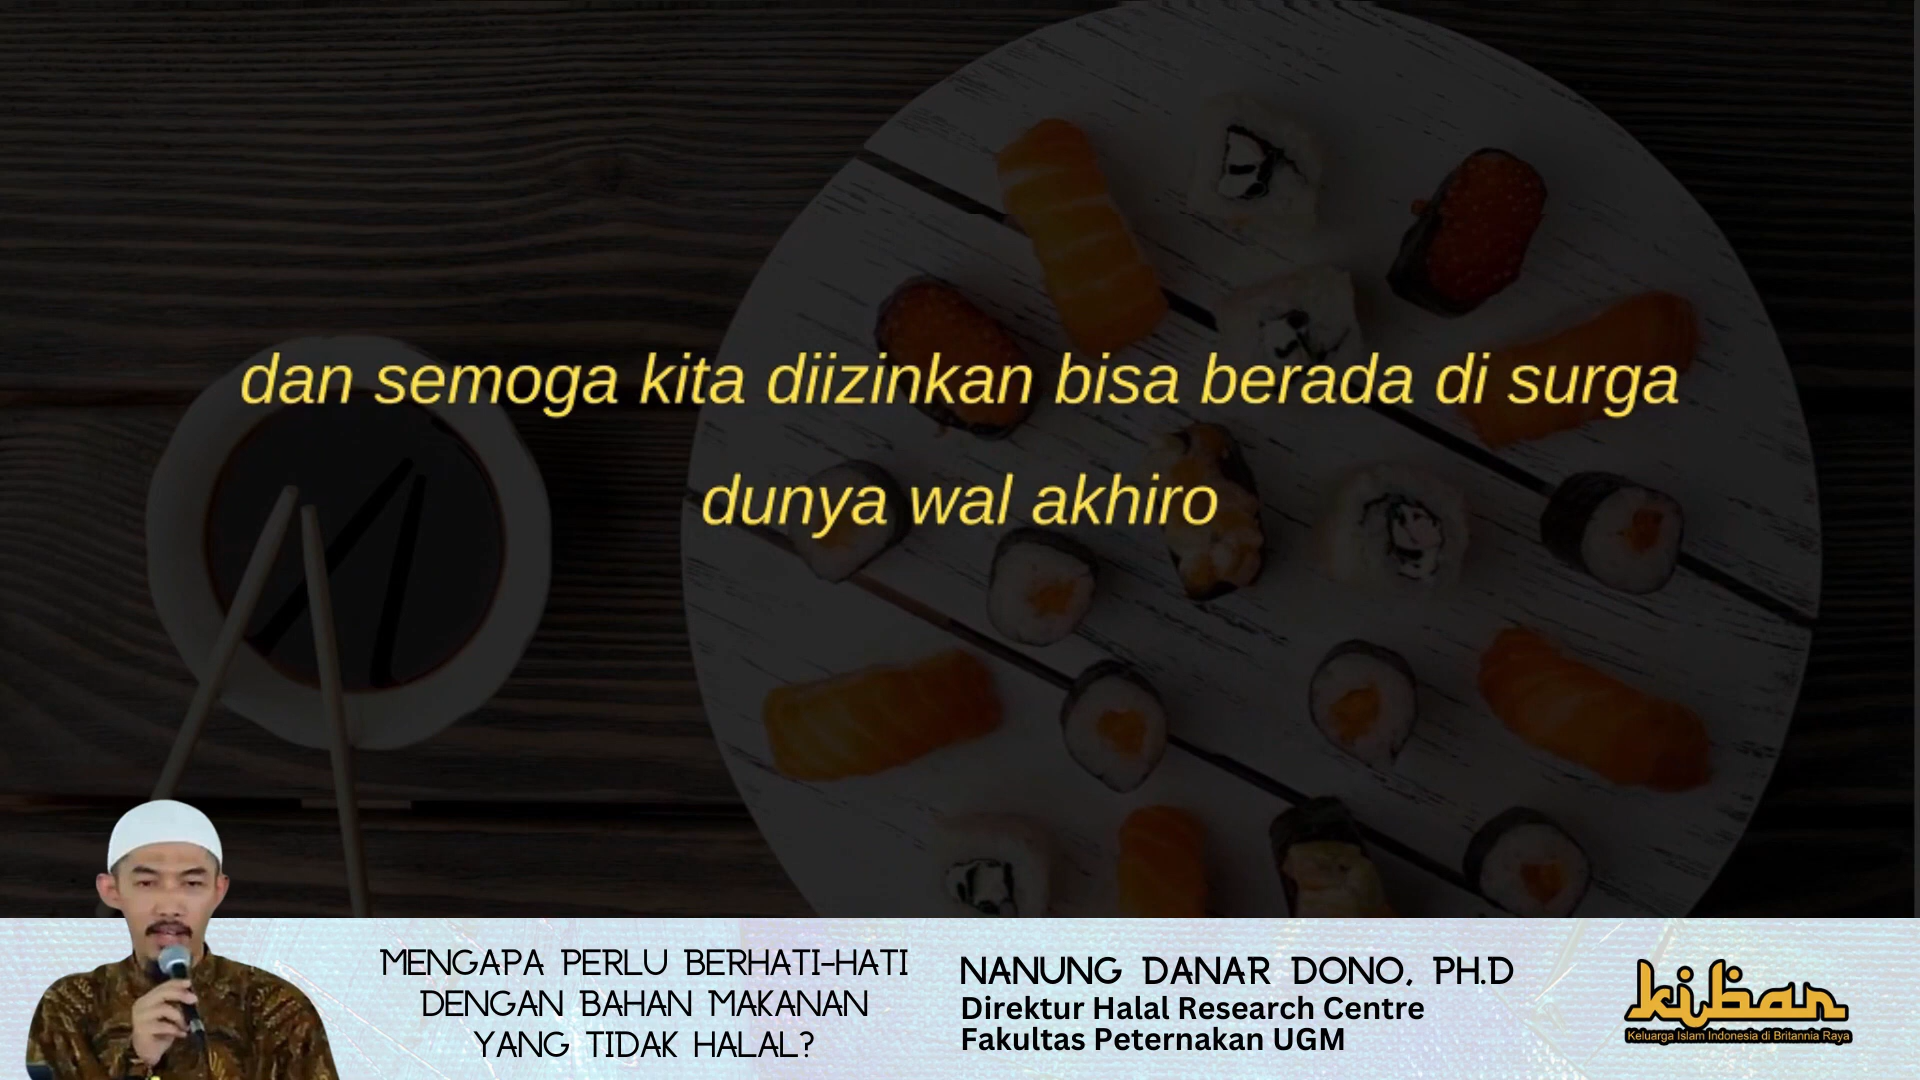 dan semoga kita diizinkan bisa berada di surga
dunya wal akhiro
MENGAPA PERLU BERHATI-HATI
DENGAN BAHAN MAKANAN
YANG TIDAK HALAL?
NANUNG DANAR DONO, PH.D
Direktur Halal Research Centre
Fakultas Peternakan UGM
kibar
Keluarga Islam Indonesia di Britannia Raya